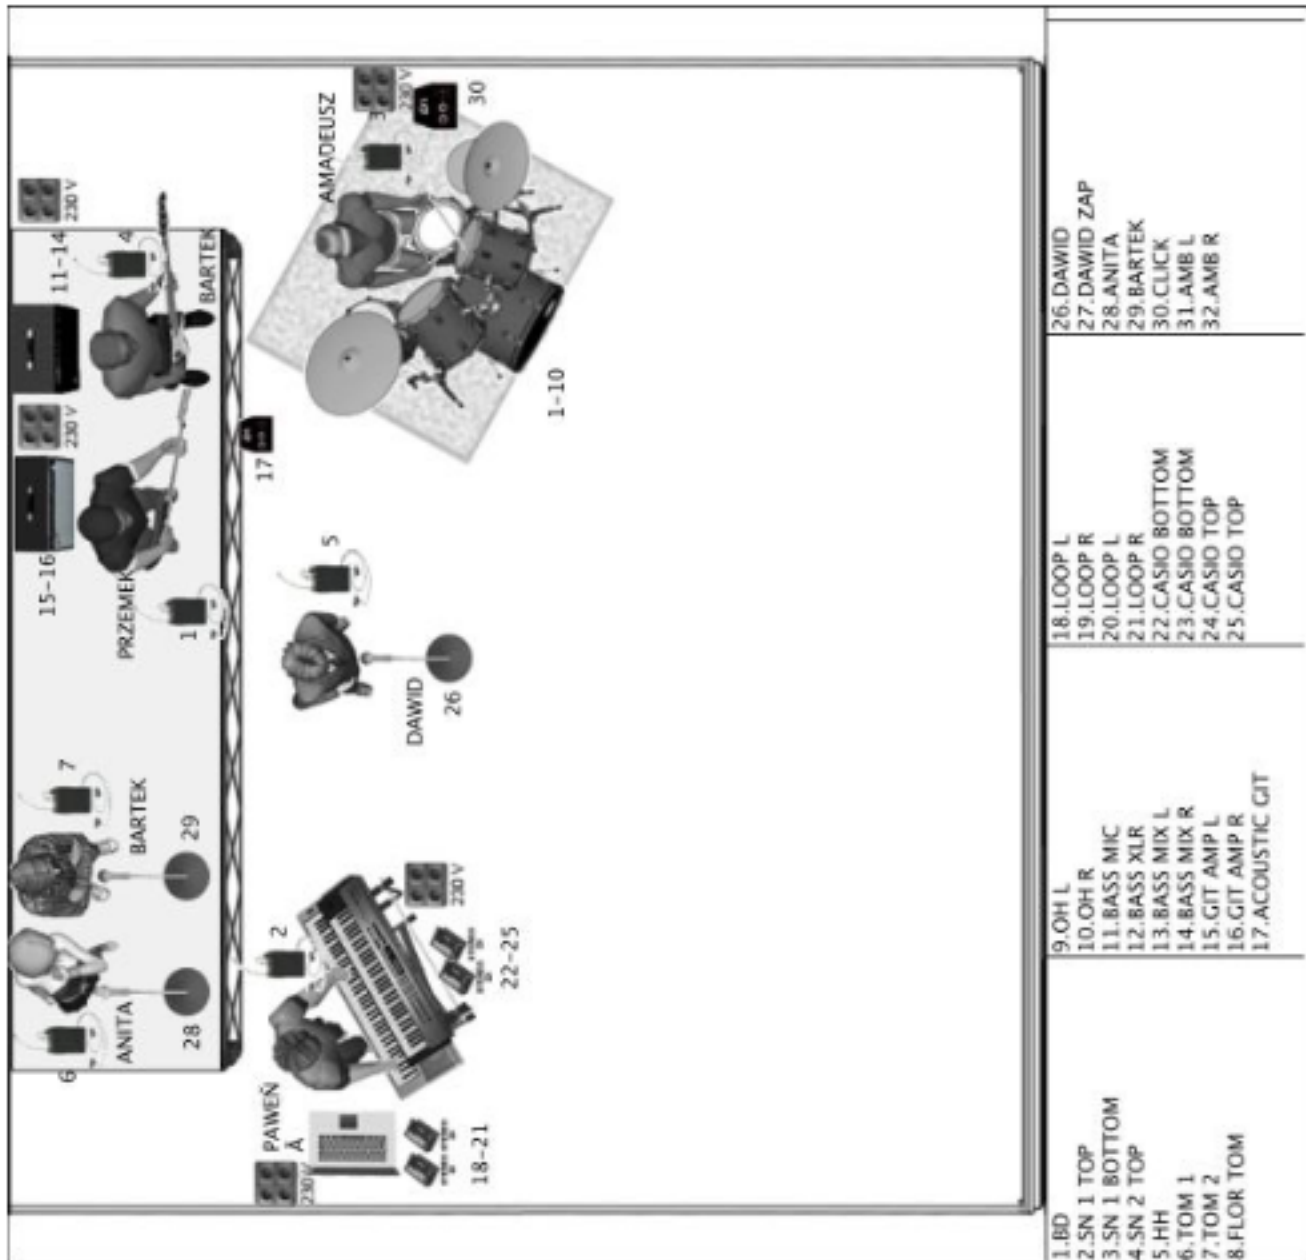 15-16
11-14
6
7
230 V
230 V
ANITA
BARTEK
PRZEMEK
4
28
29
1
BARTEK
PAWEÑ
Ä
2
17
230 V
5
AMADEUSZ
3
230 V
DAWID
26
230 V
18-21
30
22-25
1-10
1.BD
2.SN 1 TOP
3.SN 1 BOTTOM
4.SN 2 TOP
5.HH
6.TOM 1
7.TOM 2
8.FLOR TOM
9.OH L
10.OH R
11.BASS MIC
12.BASS XLR
13.BASS MIX L
14.BASS MIX R
15.GIT AMP L
16.GIT AMP R
17.ACOUSTIC GIT
18.LOOP L
19.LOOP R
20.LOOP L
21.LOOP R
22.CASIO BOTTOM
23.CASIO BOTTOM
24.CASIO TOP
25.CASIO TOP
26.DAWID
27.DAWID ZAP
28.ANITA
29.BARTEK
30.CLICK
31.AMB L
32.AMB R